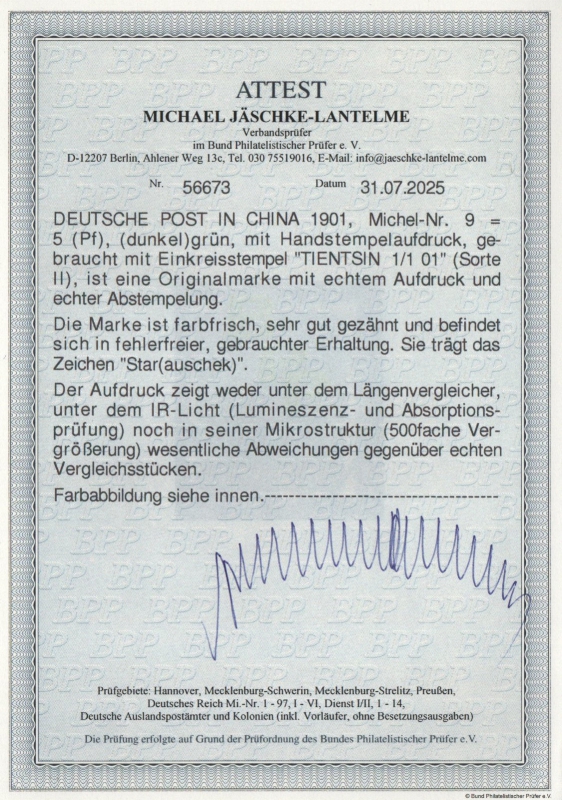 ATTEST
MICHAEL JÄSCHKE-LANTELME
Verbandsprüfer
im Bund Philatelistischer Prüfer e. V.
D-12207 Berlin, Ahlener Weg 13c, Tel. 030 75519016, E-Mail: info@jaeschke-lantelme.com
Nr. 56673 Datum 31.07.2025
DEUTSCHE POST IN CHINA 1901, Michel-Nr. 9 =
5 (Pf), (dunkel)grün, mit Handstempelaufdruck, ge-
braucht mit Einkreisstempel "TIENTSIN 1/1 01" (Sorte
II), ist eine Originalmarke mit echtem Aufdruck und
echter Abstempelung.
Die Marke ist farbfrisch, sehr gut gezähnt und befindet
sich in fehlerfreier, gebrauchter Erhaltung. Sie trägt das
Zeichen "Star(auschek)".
Der Aufdruck zeigt weder unter dem Längenvergleicher,
unter dem IR-Licht (Lumineszenz- und Absorptions-
prüfung) noch in seiner Mikrostruktur (500fache Ver-
größerung) wesentliche Abweichungen gegenüber echten
Vergleichsstücken.
Farbabbildung siehe innen.-----------------------------------
Prüfgebiete: Hannover, Mecklenburg-Schwerin, Mecklenburg-Strelitz, Preußen,
Deutsches Reich Mi.-Nr. 1 - 97, I - VI, Dienst I/II, 1 - 14,
Deutsche Auslandspostämter und Kolonien (inkl. Vorläufer, ohne Besetzungsausgaben)
Die Prüfung erfolgte auf Grund der Prüfordnung des Bundes Philatelistischer Prüfer e.V.
© Bund Philatelistischer Prüfer e.V.